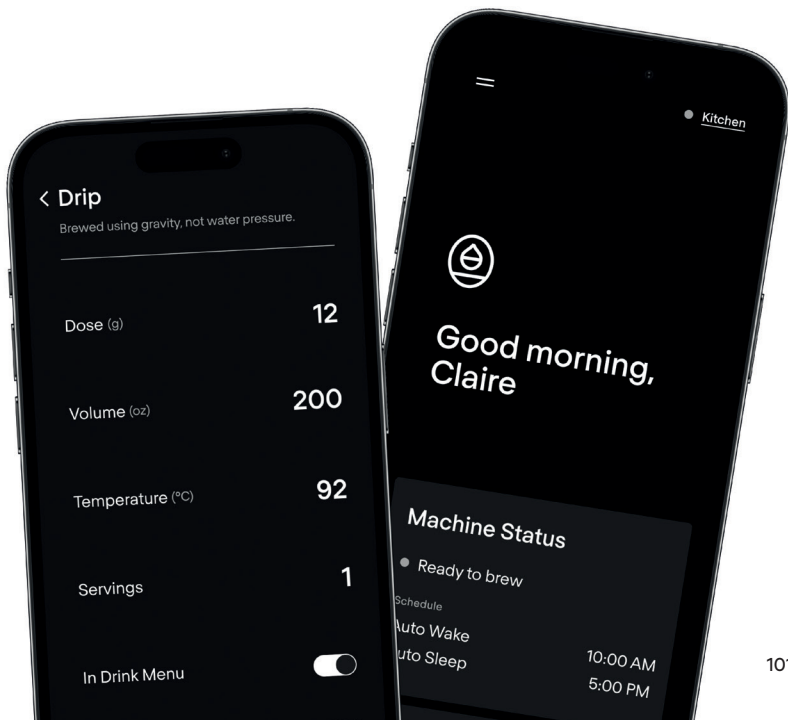 Drip
Brewed using gravity, not water pressure.
Dose (g)
12
Volume (oz)
200
Temperature (°C)
92
Servings
1
In Drink Menu
Kitchen
Good morning,
Claire
Machine Status
Ready to brew
Schedule
Auto Wake
10:00 AM
Auto Sleep
5:00 PM